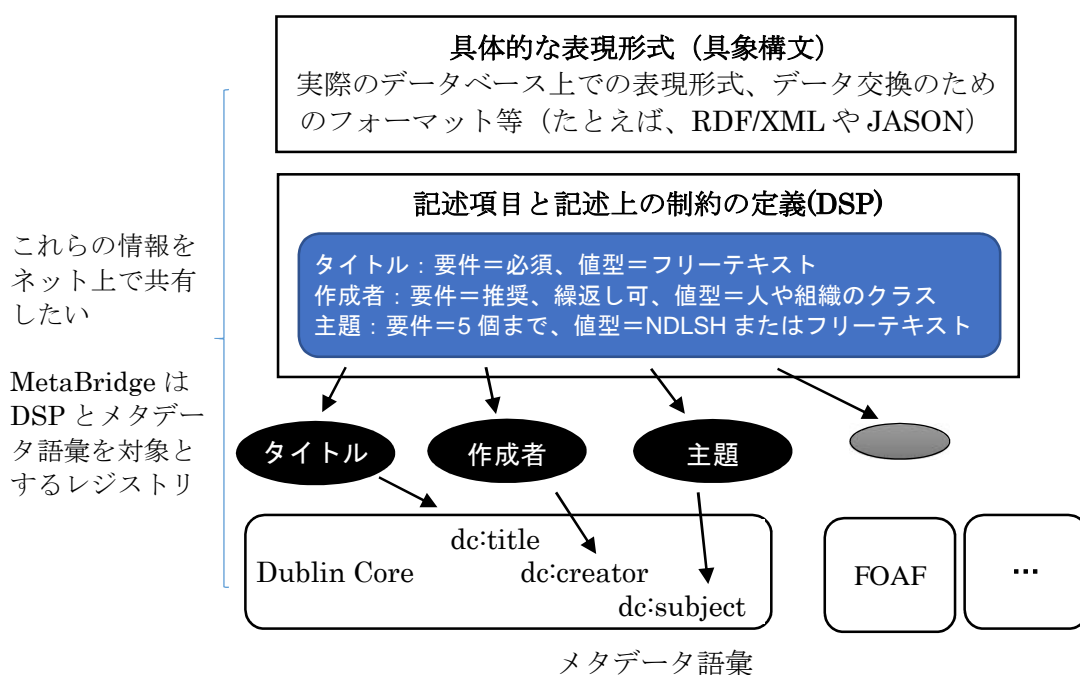 具体的な表現形式（具象構文）
実際のデータベース上での表現形式、データ交換のため
のフォーマット等（たとえば、RDF/XML や JASON）
記述項目と記述上の制約の定義(DSP)
タイトル：要件＝必須、値型＝フリーテキスト
作成者：要件＝推奨、繰返し可、値型＝人や組織のクラス
主題：要件＝5 個まで、値型＝NDLSH またはフリーテキスト
これらの情報を
ネット上で共有
したい
MetaBridge は
DSP とメタデー
タ語彙を対象と
するレジストリ
タイトル
作成者
主題
dc:title
Dublin Core
dc:creator
dc:subject
FOAF
…
メタデータ語彙